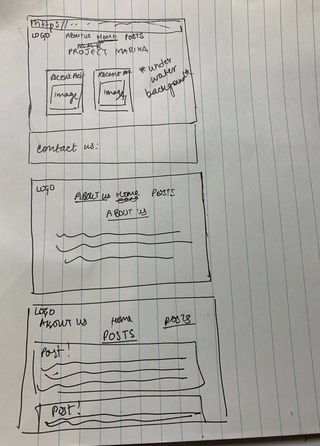 https://...
LOGO ABOUT US HOME POSTS
PROJECT MARINA
RECENT POST RECENT POST
image image
* under
water
background *
Contact us:
LOGO
ABOUT US Home POSTS
ABOUT US
LOGO
ABOUT US Home POSTS
POSTS
Post!
Post!